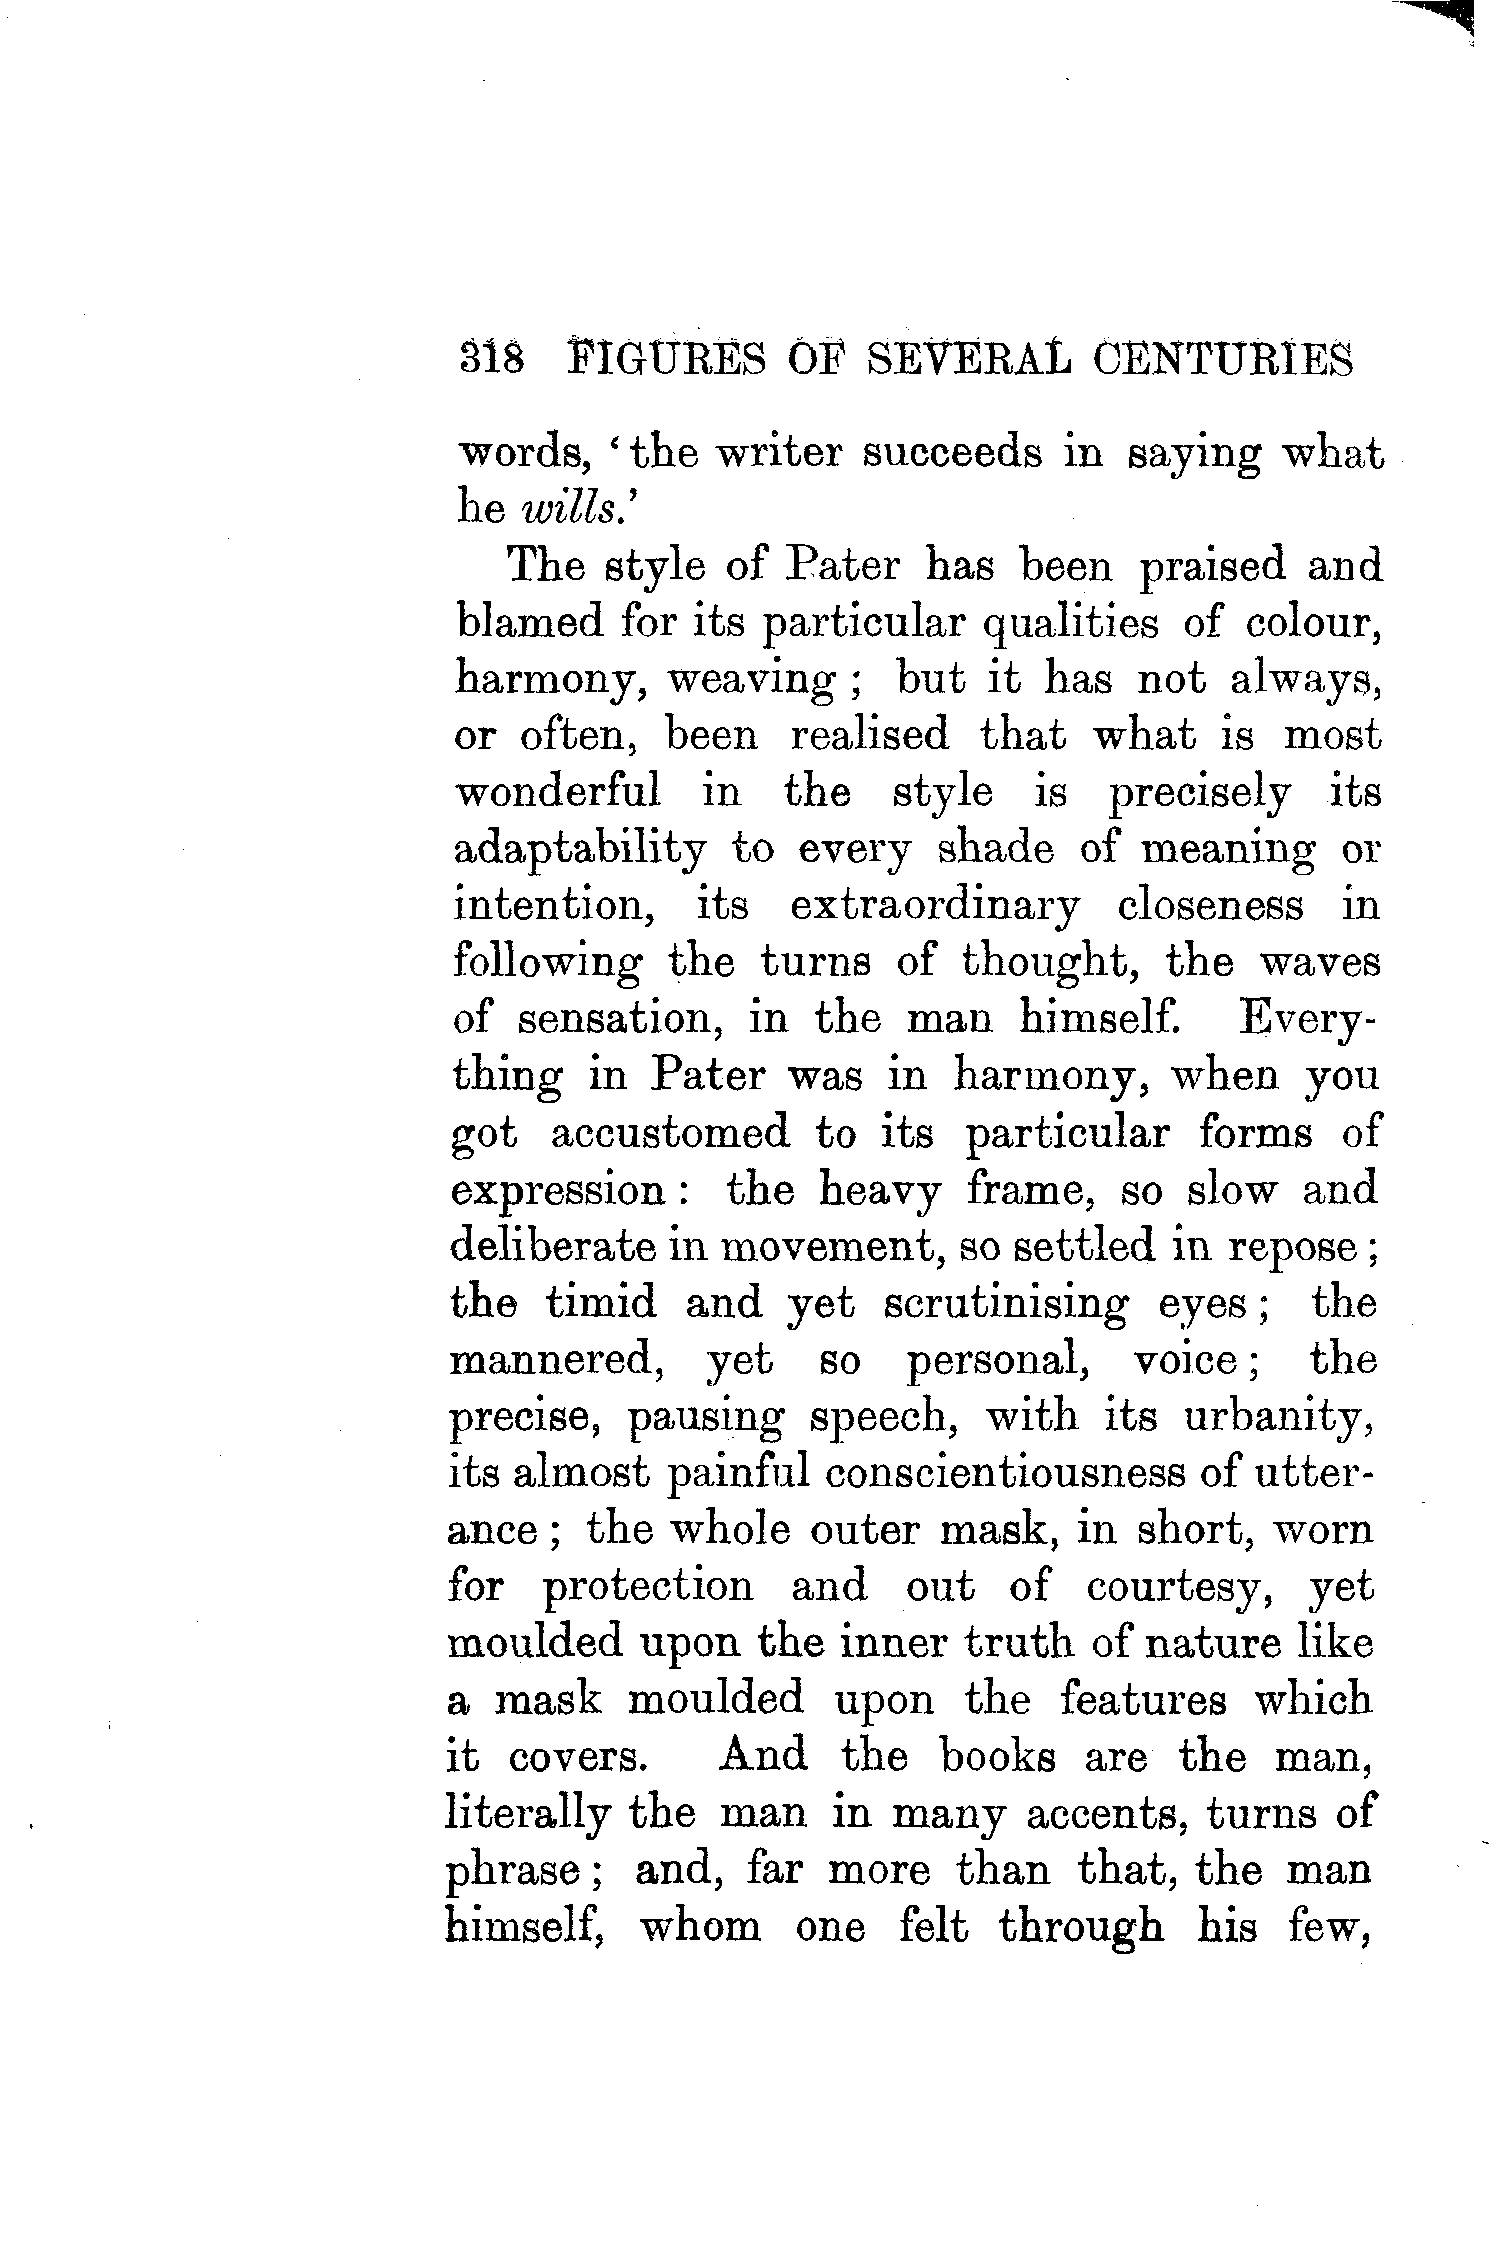 318 FIGURES OF SEVERAL CENTURIES
words, ‘the writer succeeds in saying what
he wills.’
The style of Pater has been praised and
blamed for its particular qualities of colour,
harmony, weaving ; but it has not always,
or often, been realised that what is most
wonderful in the style is precisely its
adaptability to every shade of meaning or
intention, its extraordinary closeness in
following the turns of thought, the waves
of sensation, in the man himself. Every-
thing in Pater was in harmony, when you
got accustomed to its particular forms of
expression : the heavy frame, so slow and
deliberate in movement, so settled in repose ;
the timid and yet scrutinising eyes ; the
mannered, yet so personal, voice ; the
precise, pausing speech, with its urbanity,
its almost painful conscientiousness of utter-
ance ; the whole outer mask, in short, worn
for protection and out of courtesy, yet
moulded upon the inner truth of nature like
a mask moulded upon the features which
it covers. And the books are the man,
literally the man in many accents, turns of
phrase ; and, far more than that, the man
himself, whom one felt through his few,